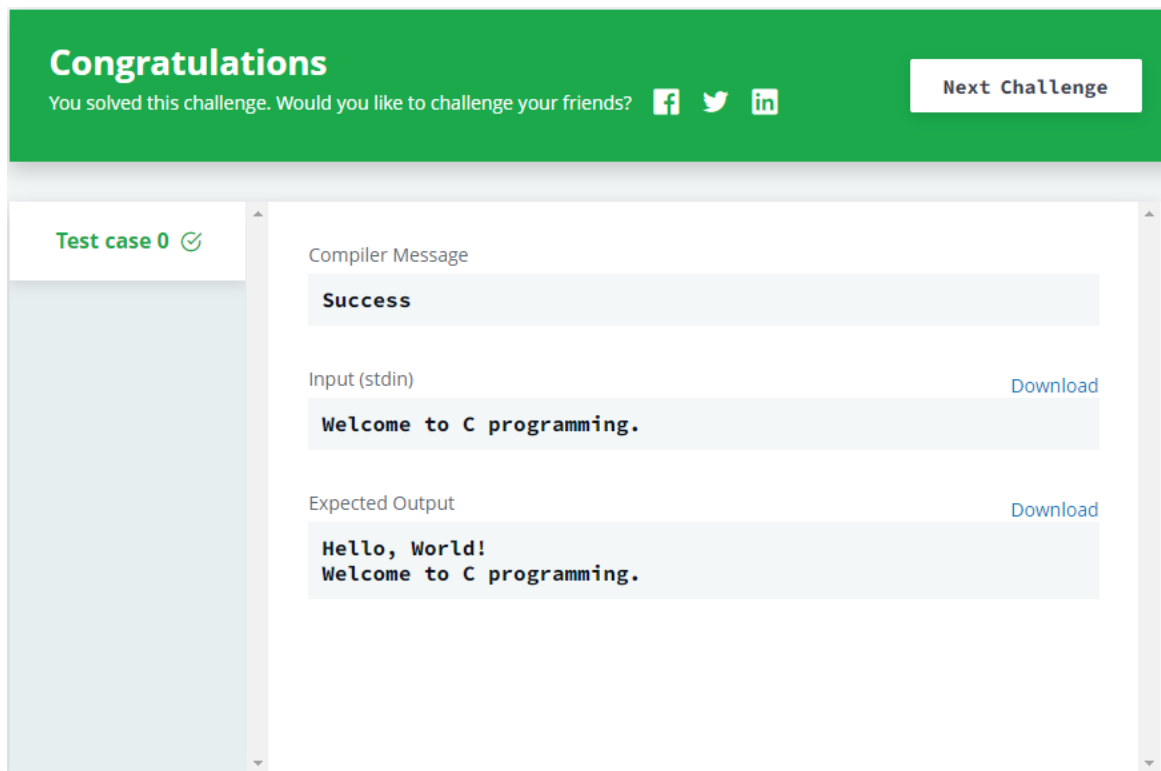 Congratulations
You solved this challenge. Would you like to challenge your friends?
Next Challenge
Test case 0
Compiler Message
Success
Input (stdin)
Download
Welcome to C programming.
Expected Output
Download
Hello, World!
Welcome to C programming.